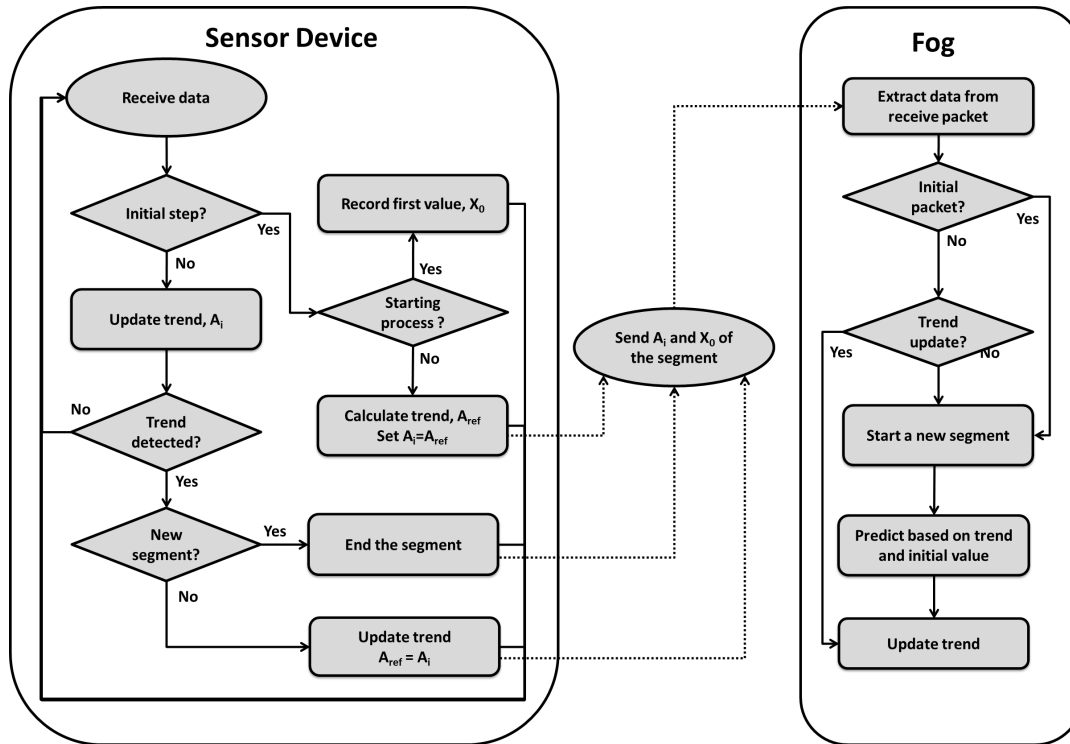 Sensor Device
Receive data
Initial step?
Yes
No
Record first value, X₀
Yes
Starting
process ?
No
Update trend, Aᵢ
Calculate trend, A_ref
Set Aᵢ=A_ref
No
Trend
detected?
Yes
New
segment?
Yes
End the segment
No
Update trend
A_ref = Aᵢ
Send Aᵢ and X₀ of
the segment
Fog
Extract data from
receive packet
Initial
packet?
Yes
No
Trend
update?
Yes
No
Start a new segment
Predict based on trend
and initial value
Update trend